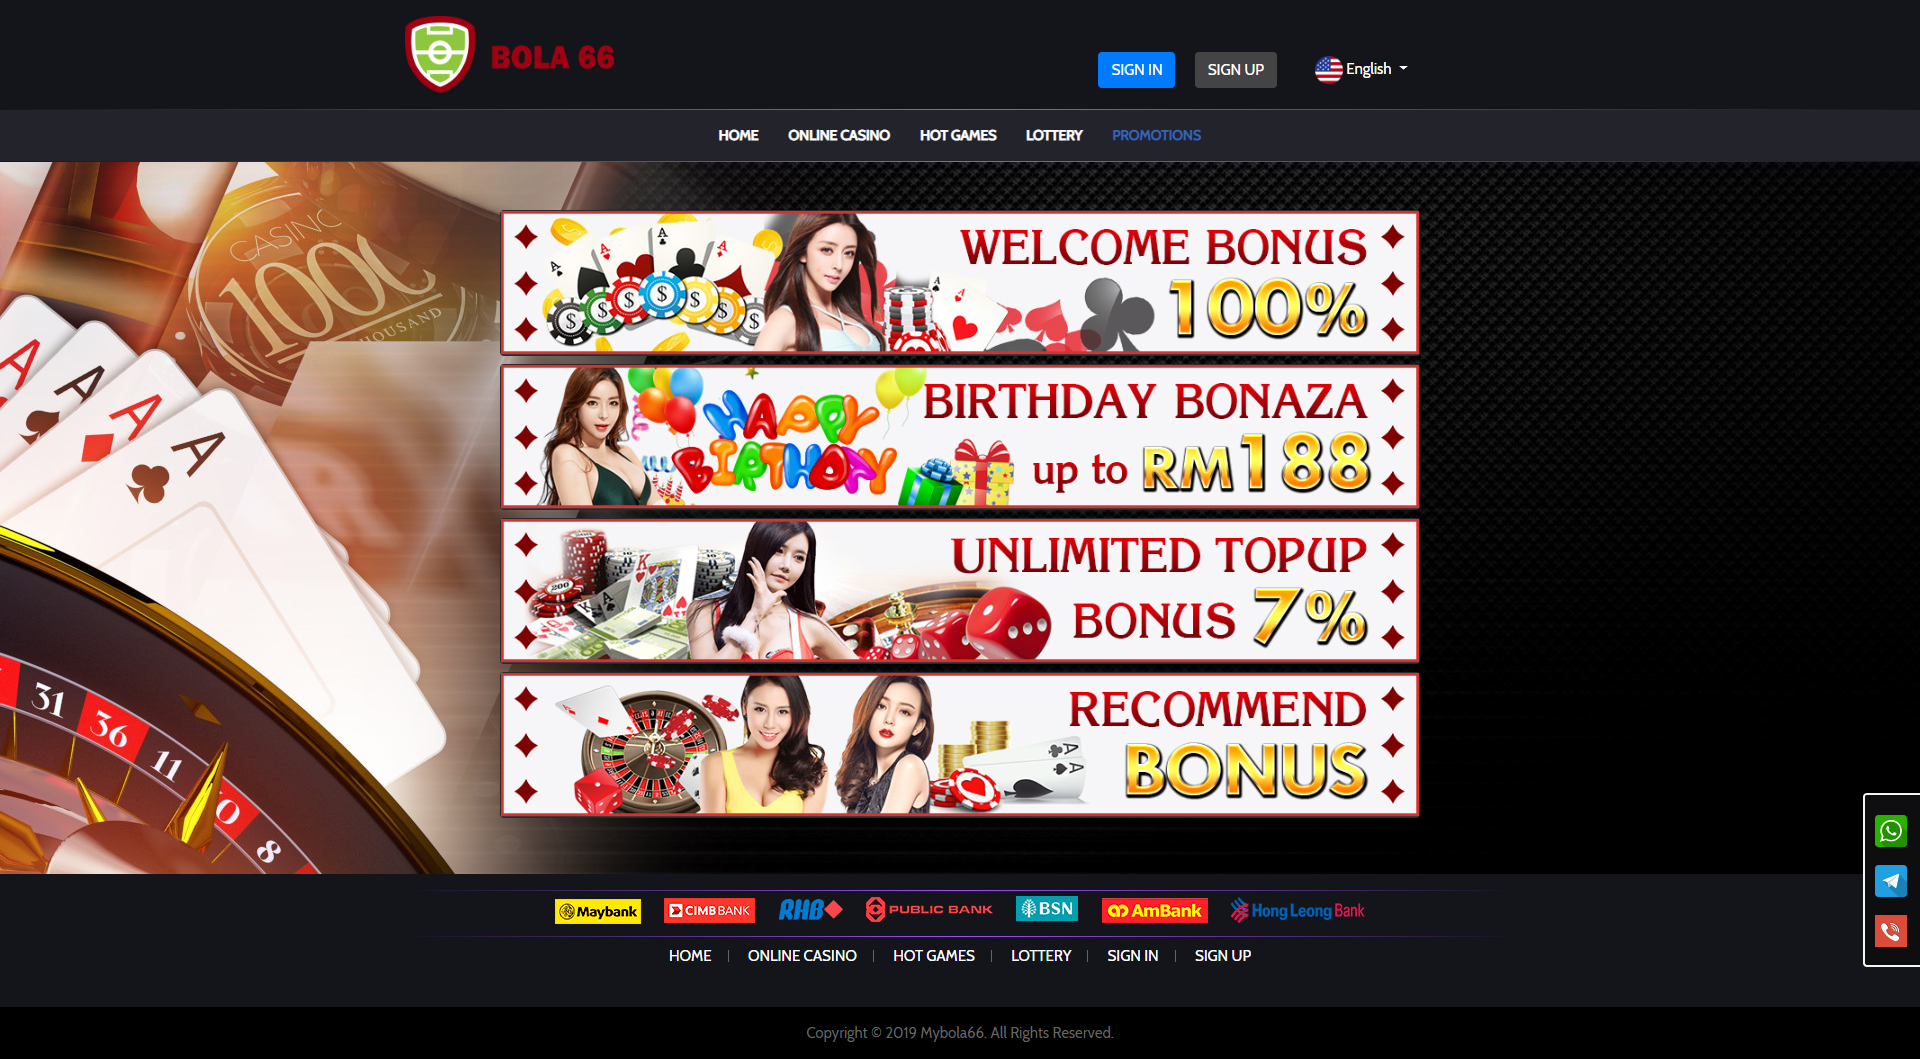 BOLA 66
SIGN IN
SIGN UP
English
HOME
ONLINE CASINO
HOT GAMES
LOTTERY
PROMOTIONS
CASINO
1000
THOUSAND
WELCOME BONUS
100%
HAPPY
BIRTHDAY
BIRTHDAY BONAZA
up to RM188
UNLIMITED TOPUP
BONUS 7%
RECOMMEND
BONUS
31
36
11
8
Maybank
CIMB BANK
RHB
PUBLIC BANK
BSN
AmBank
Hong Leong Bank
HOME
ONLINE CASINO
HOT GAMES
LOTTERY
SIGN IN
SIGN UP
Copyright © 2019 Mybola66. All Rights Reserved.